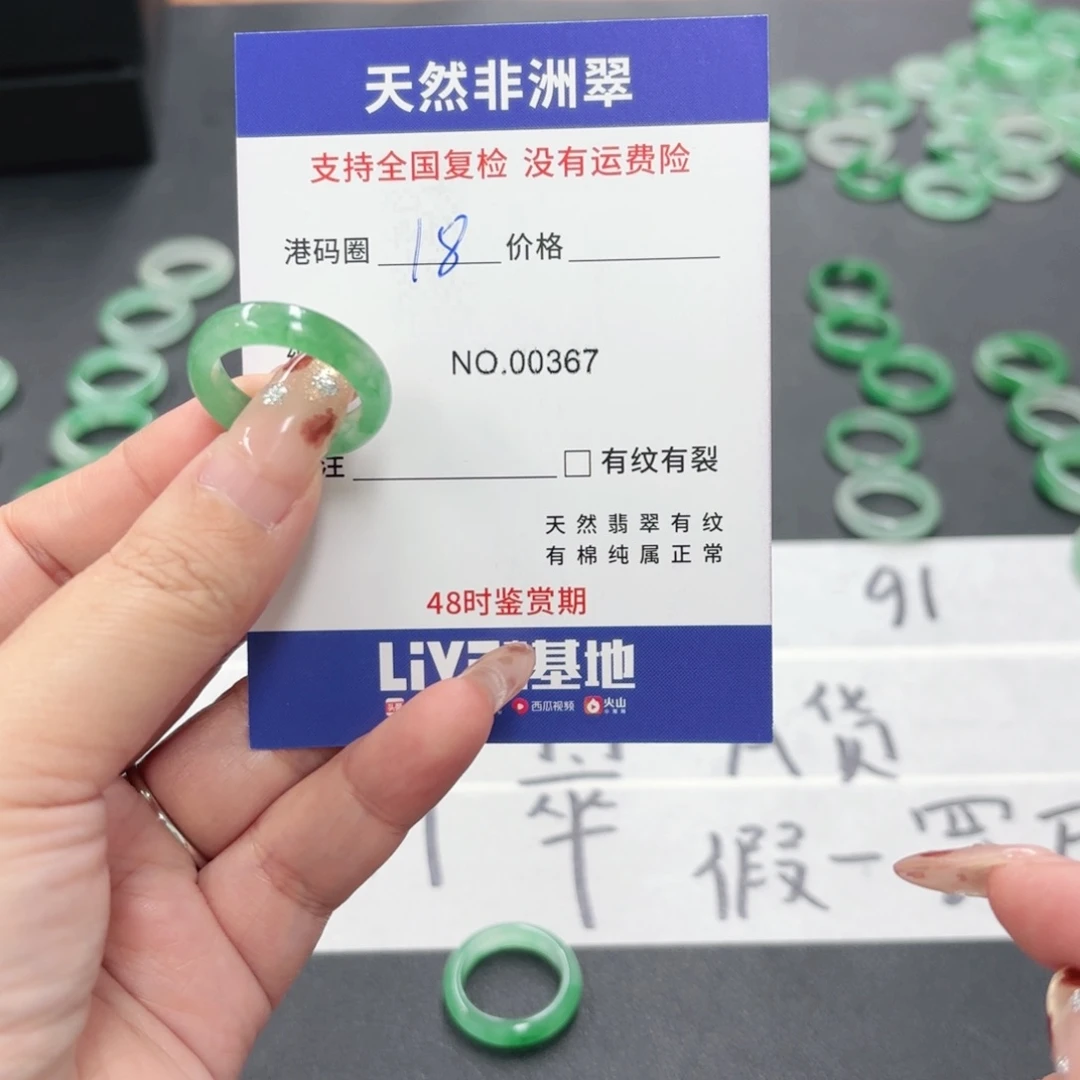 天然非洲翠
支持全国复检 没有运费险
港码圈 18 价格
NO.00367
注
有纹有裂
天然翡翠有纹
有棉纯属正常
48时鉴赏期
LiV 基地
西瓜视频 火山
91
A货
翠 假一